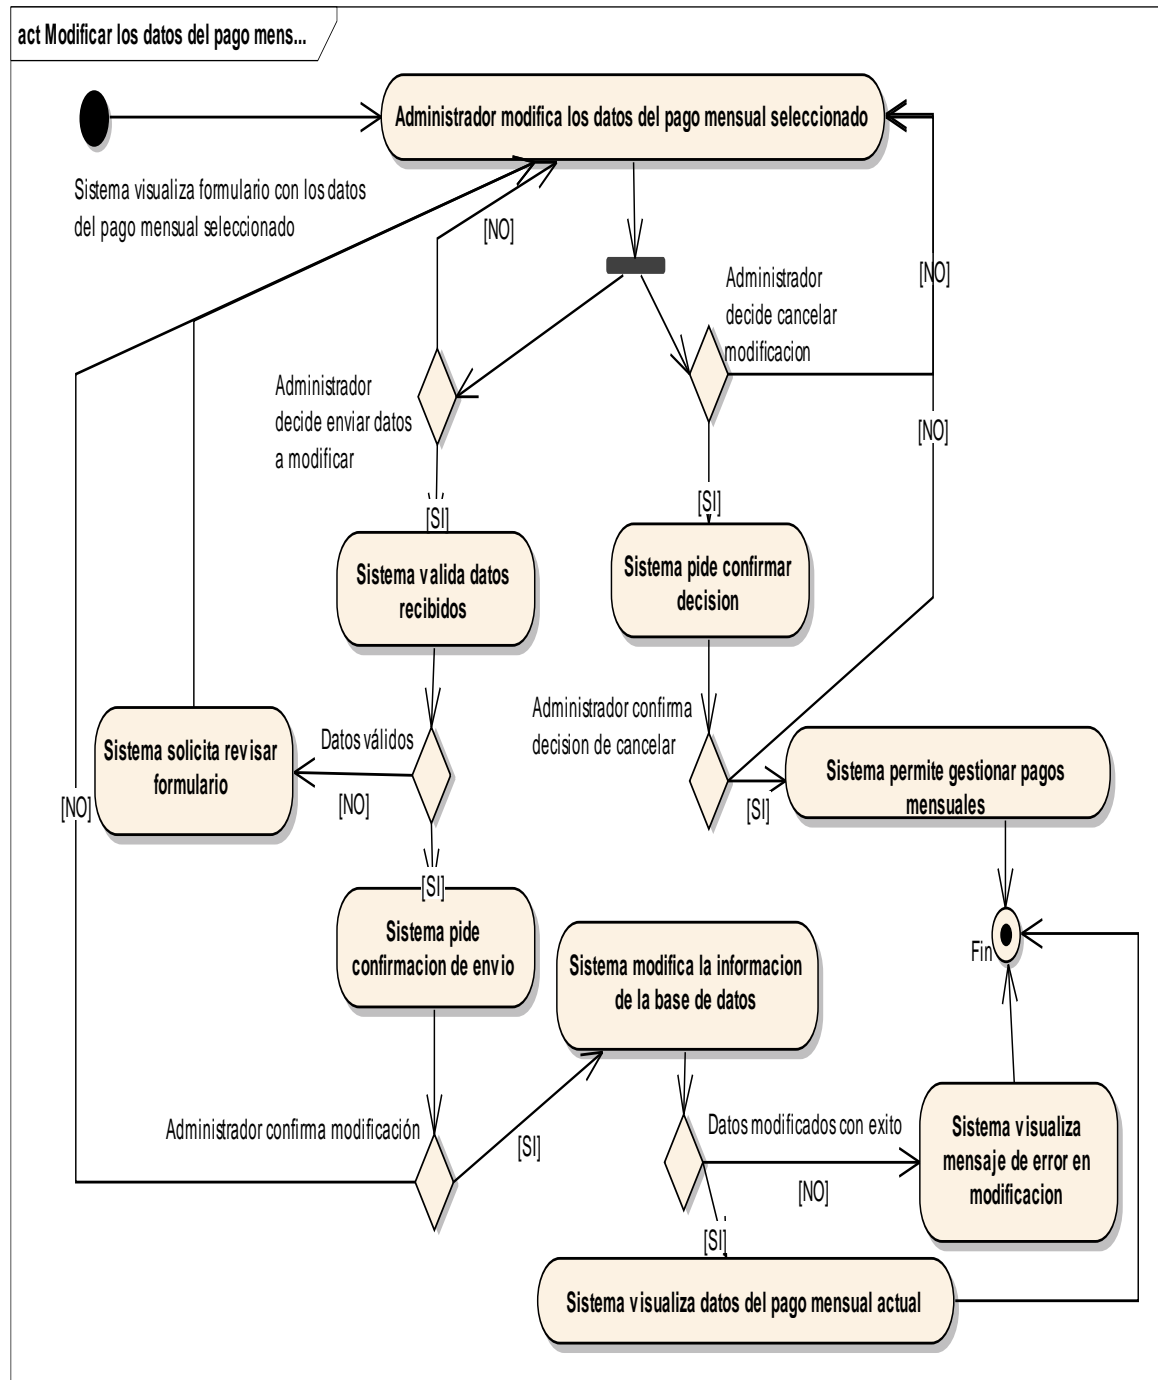 act Modificar los datos del pago mens...
Administrador modifica los datos del pago mensual seleccionado
Sistema visualiza formulario con los datos
del pago mensual seleccionado
[NO]
[NO]
Administrador
decide cancelar
modificacion
Administrador
decide enviar datos
a modificar
[NO]
[SI]
[SI]
Sistema valida datos
recibidos
Sistema pide confirmar
decision
Administrador confirma
decision de cancelar
Datos válidos
Sistema solicita revisar
formulario
[NO]
[NO]
Sistema permite gestionar pagos
mensuales
[SI]
[SI]
Sistema pide
confirmacion de envio
Sistema modifica la informacion
de la base de datos
Fin
Administrador confirma modificación
[SI]
Datos modificados con exito
[NO]
Sistema visualiza
mensaje de error en
modificacion
[SI]
Sistema visualiza datos del pago mensual actual